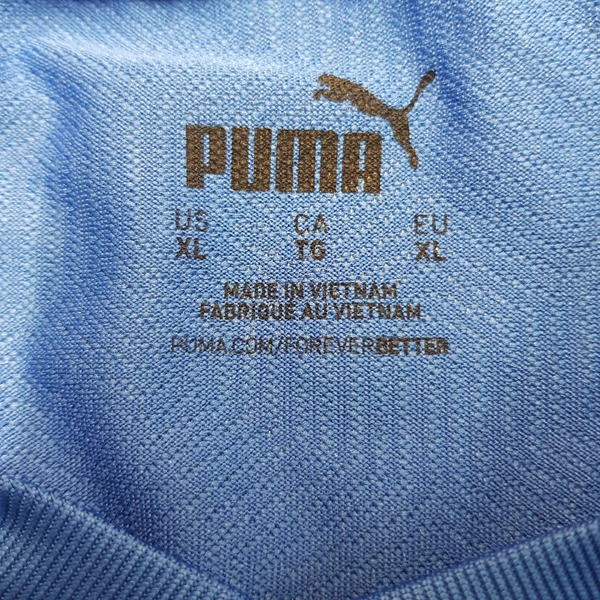 PUMA
US CA EU
XL TG XL
MADE IN VIETNAM
FABRIQUÉ AU VIETNAM
PUMA.COM/FOREVERBETTER